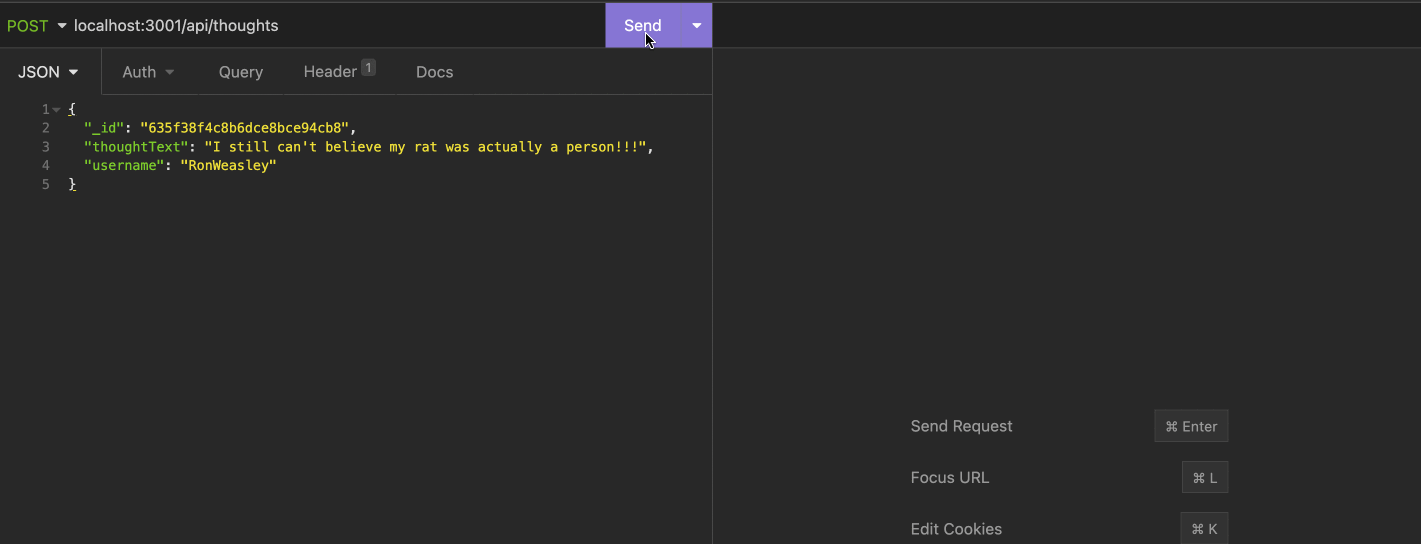 POST localhost:3001/api/thoughts Send
JSON Auth Query Header 1 Docs
1 {
2 "_id": "635f38f4c8b6dce8bce94cb8",
3 "thoughtText": "I still can't believe my rat was actually a person!!!",
4 "username": "RonWeasley"
5 }
Send Request ⌘ Enter
Focus URL ⌘ L
Edit Cookies ⌘ K